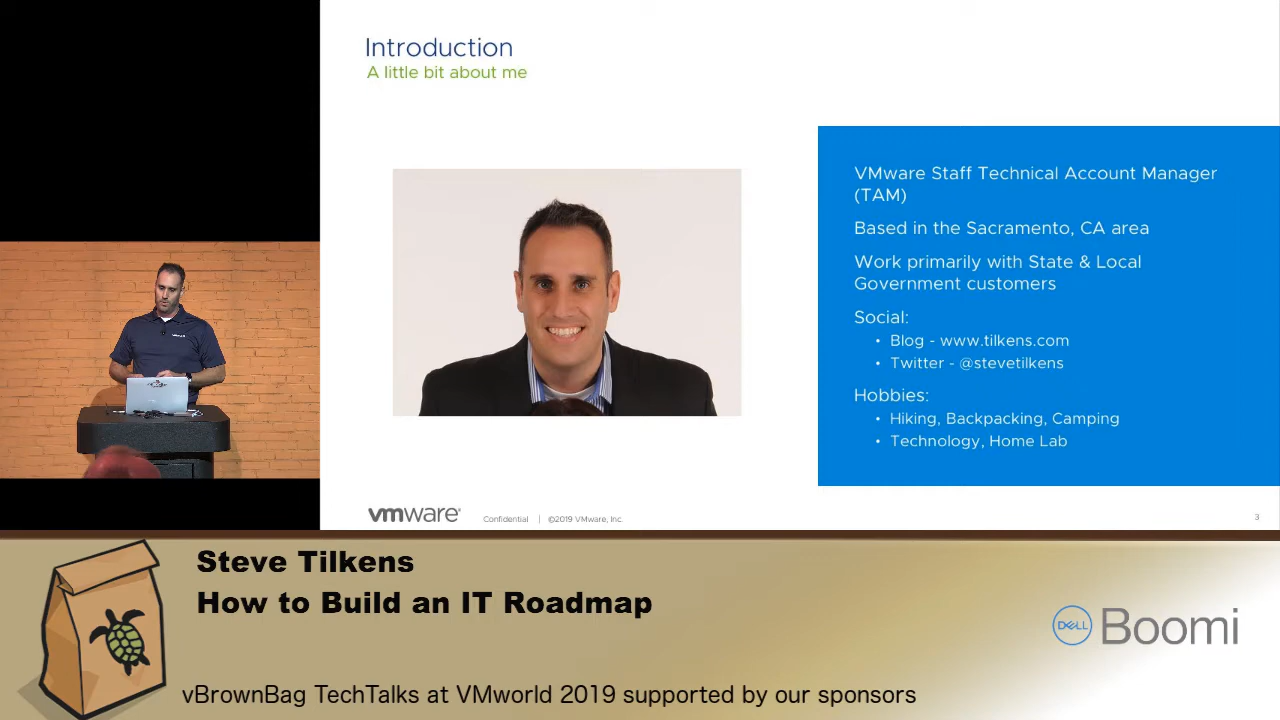 Introduction
A little bit about me
VMware Staff Technical Account Manager
(TAM)
Based in the Sacramento, CA area
Work primarily with State & Local
Government customers
Social:
• Blog - www.tilkens.com
• Twitter - @stevetilkens
Hobbies:
• Hiking, Backpacking, Camping
• Technology, Home Lab
vmware®
Confidential | ©2019 VMware, Inc.
3
Steve Tilkens
How to Build an IT Roadmap
DELL Boomi
vBrownBag TechTalks at VMworld 2019 supported by our sponsors